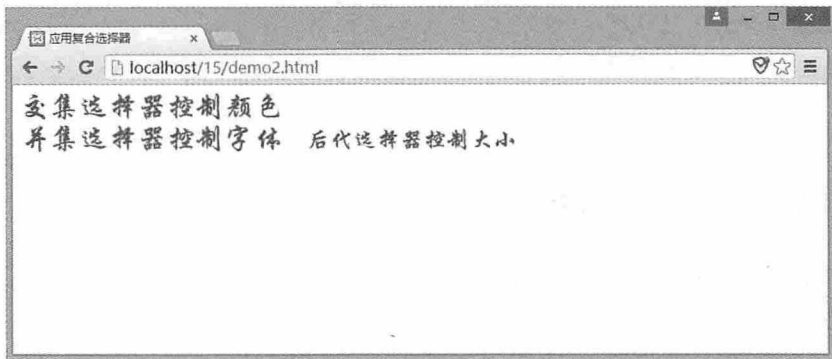 应用复合选择器
localhost/15/demo2.html
交集选择器控制颜色
并集选择器控制字体 后代选择器控制大小